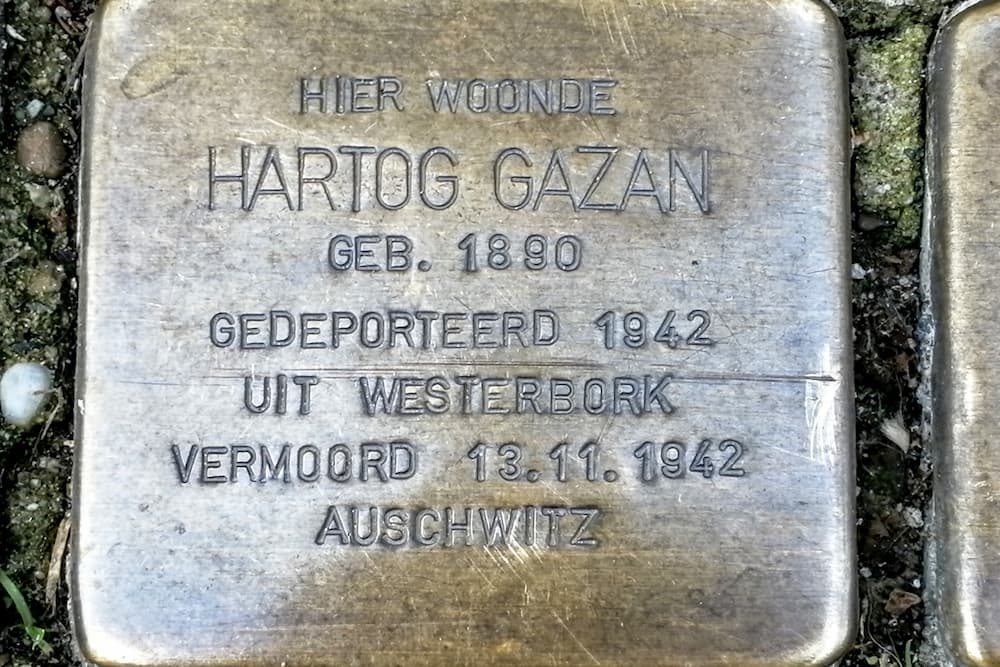 HIER WOONDE
HARTOG GAZAN
GEB. 1890
GEDEPORTEERD 1942
UIT WESTERBORK
VERMOORD 13.11.1942
AUSCHWITZ